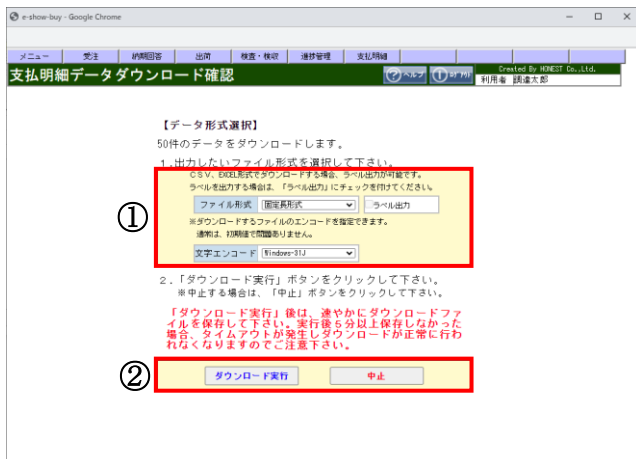 e-show-buy - Google Chrome
メニュー 受注 納期回答 出荷 検査・検収 進捗管理 支払明細
支払明細データダウンロード確認
ヘルプ
Created By HONEST Co.,Ltd.
利用者 調達太郎
【データ形式選択】
50件のデータをダウンロードします。
1.出力したいファイル形式を選択して下さい。
CSV、EXCEL形式でダウンロードする場合、ラベル出力が可能です。
ラベルを出力する場合は、「ラベル出力」にチェックを付けてください。
①
ファイル形式 固定長形式 ラベル出力
※ダウンロードするファイルのエンコードを指定できます。
通常は、初期値で問題ありません。
文字エンコード Windows-31J
2.「ダウンロード実行」ボタンをクリックして下さい。
※中止する場合は、「中止」ボタンをクリックして下さい。
「ダウンロード実行」後は、速やかにダウンロードファ
イルを保存して下さい。実行後5分以上保存しなかった
場合、タイムアウトが発生しダウンロードが正常に行わ
れなくなりますのでご注意下さい。
②
ダウンロード実行 中止